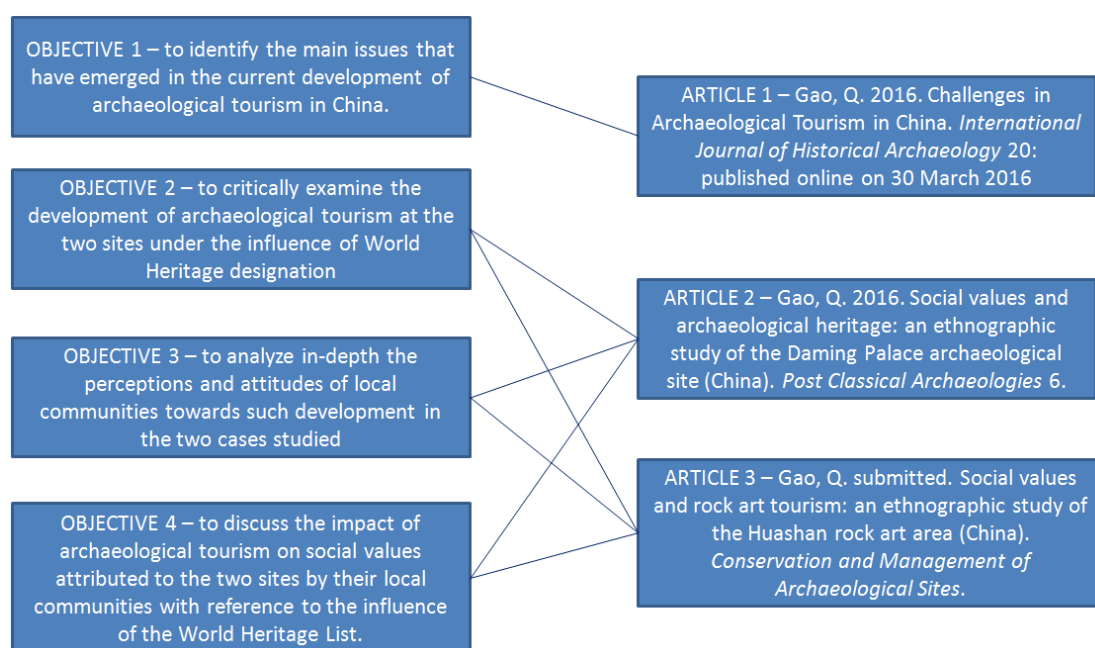 OBJECTIVE 1 – to identify the main issues that
have emerged in the current development of
archaeological tourism in China.
OBJECTIVE 2 – to critically examine the
development of archaeological tourism at the
two sites under the influence of World
Heritage designation
OBJECTIVE 3 – to analyze in-depth the
perceptions and attitudes of local
communities towards such development in
the two cases studied
OBJECTIVE 4 – to discuss the impact of
archaeological tourism on social values
attributed to the two sites by their local
communities with reference to the influence
of the World Heritage List.
ARTICLE 1 – Gao, Q. 2016. Challenges in
Archaeological Tourism in China. International
Journal of Historical Archaeology 20:
published online on 30 March 2016
ARTICLE 2 – Gao, Q. 2016. Social values and
archaeological heritage: an ethnographic
study of the Daming Palace archaeological
site (China). Post Classical Archaeologies 6.
ARTICLE 3 – Gao, Q. submitted. Social values
and rock art tourism: an ethnographic study of
the Huashan rock art area (China).
Conservation and Management of
Archaeological Sites.